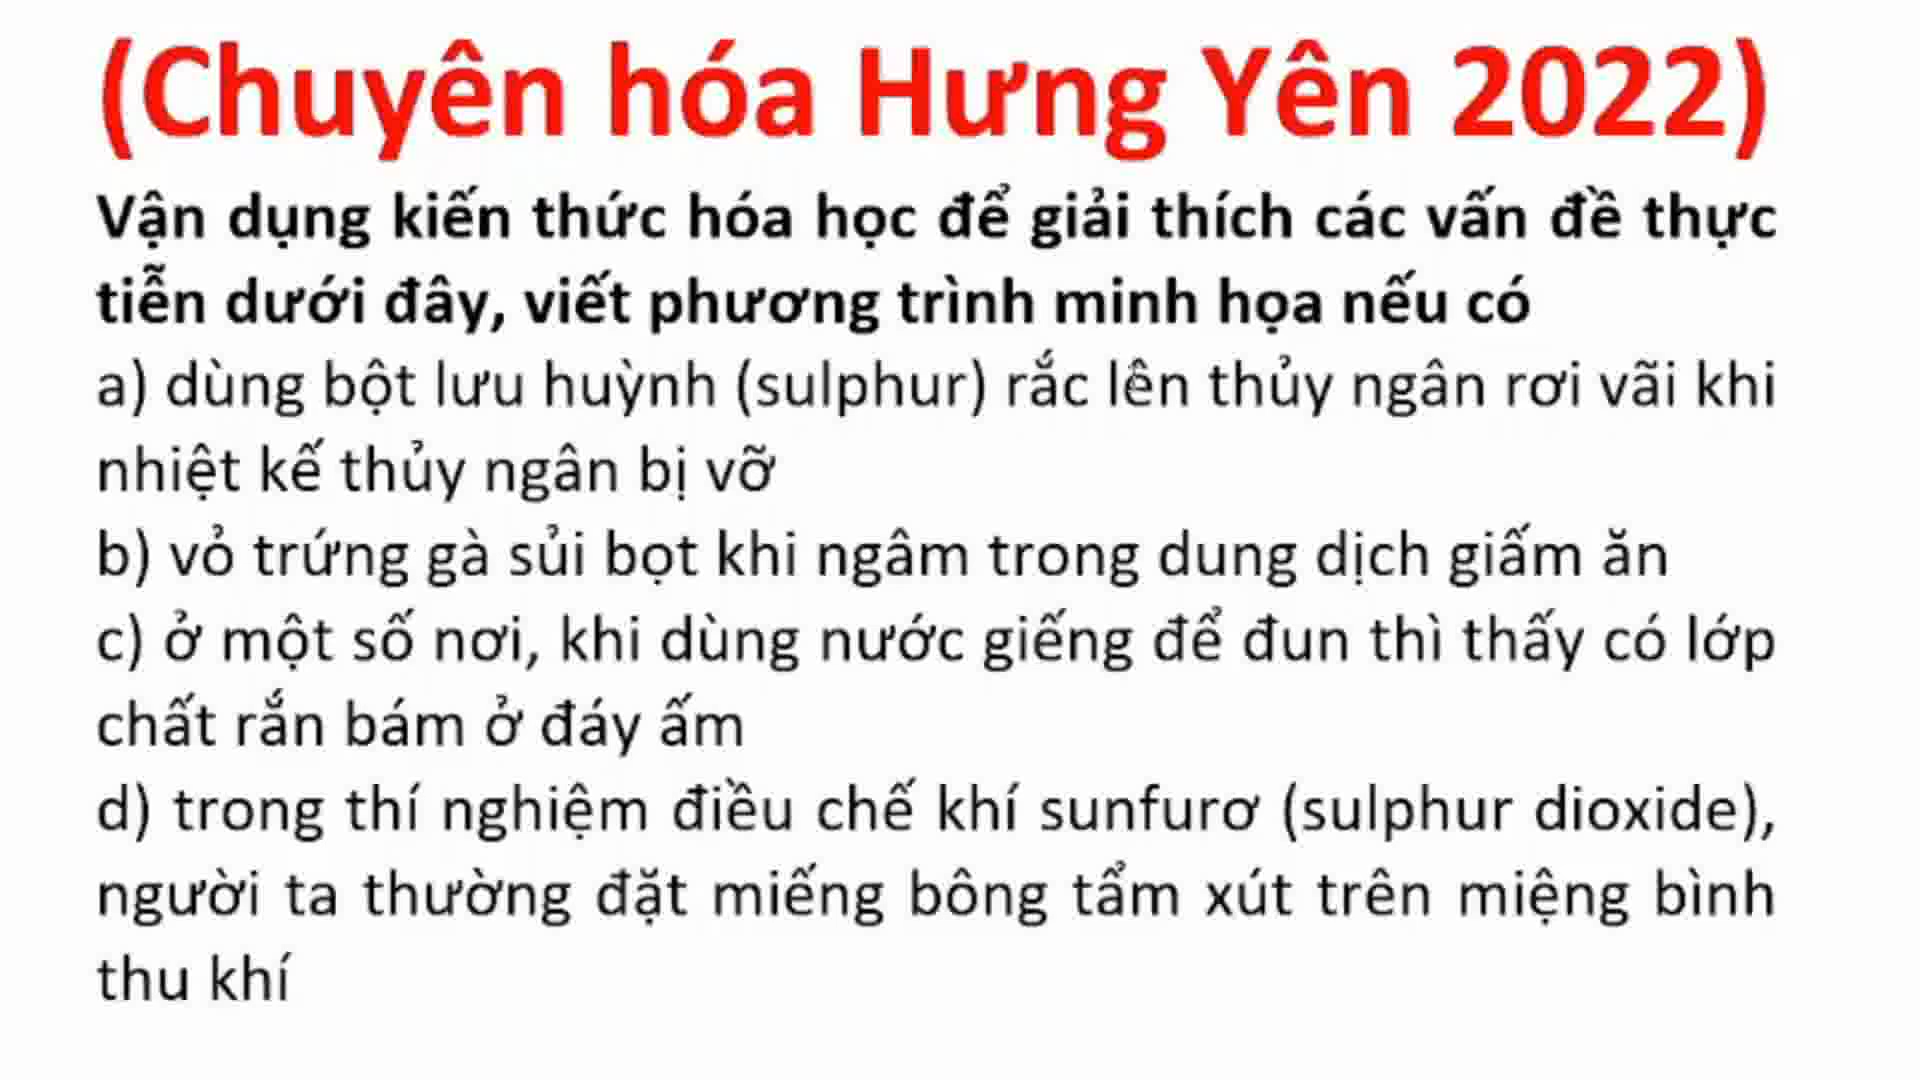 (Chuyên hóa Hưng Yên 2022)
Vận dụng kiến thức hóa học để giải thích các vấn đề thực
tiễn dưới đây, viết phương trình minh họa nếu có
a) dùng bột lưu huỳnh (sulphur) rắc lên thủy ngân rơi vãi khi
nhiệt kế thủy ngân bị vỡ
b) vỏ trứng gà sủi bọt khi ngâm trong dung dịch giấm ăn
c) ở một số nơi, khi dùng nước giếng để đun thì thấy có lớp
chất rắn bám ở đáy ấm
d) trong thí nghiệm điều chế khí sunfurơ (sulphur dioxide),
người ta thường đặt miếng bông tẩm xút trên miệng bình
thu khí